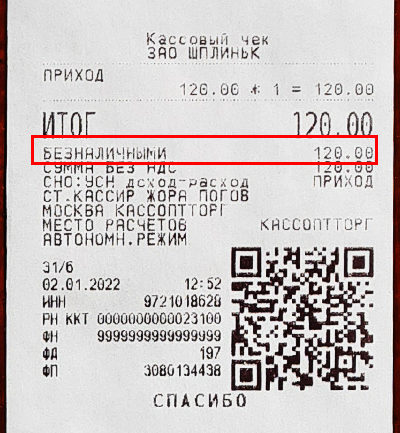 Кассовый чек
ЗАО ШПЛИНЬК
ПРИХОД
120.00 * 1 = 120.00
ИТОГ 120.00
БЕЗНАЛИЧНЫМИ 120.00
СУММА БЕЗ НДС 120.00
СНО:УСН доход-расход ПРИХОД
СТ.КАССИР ЖОРА ПОГОВ
МОСКВА КАССОПТТОРГ
МЕСТО РАСЧЕТОВ КАССОПТТОРГ
АВТОНОМН.РЕЖИМ
31/6
02.01.2022 12:52
ИНН 9721018628
РН ККТ 0000000000023100
ФН 9999999999999999
ФД 197
ФП 3080134438
СПАСИБО